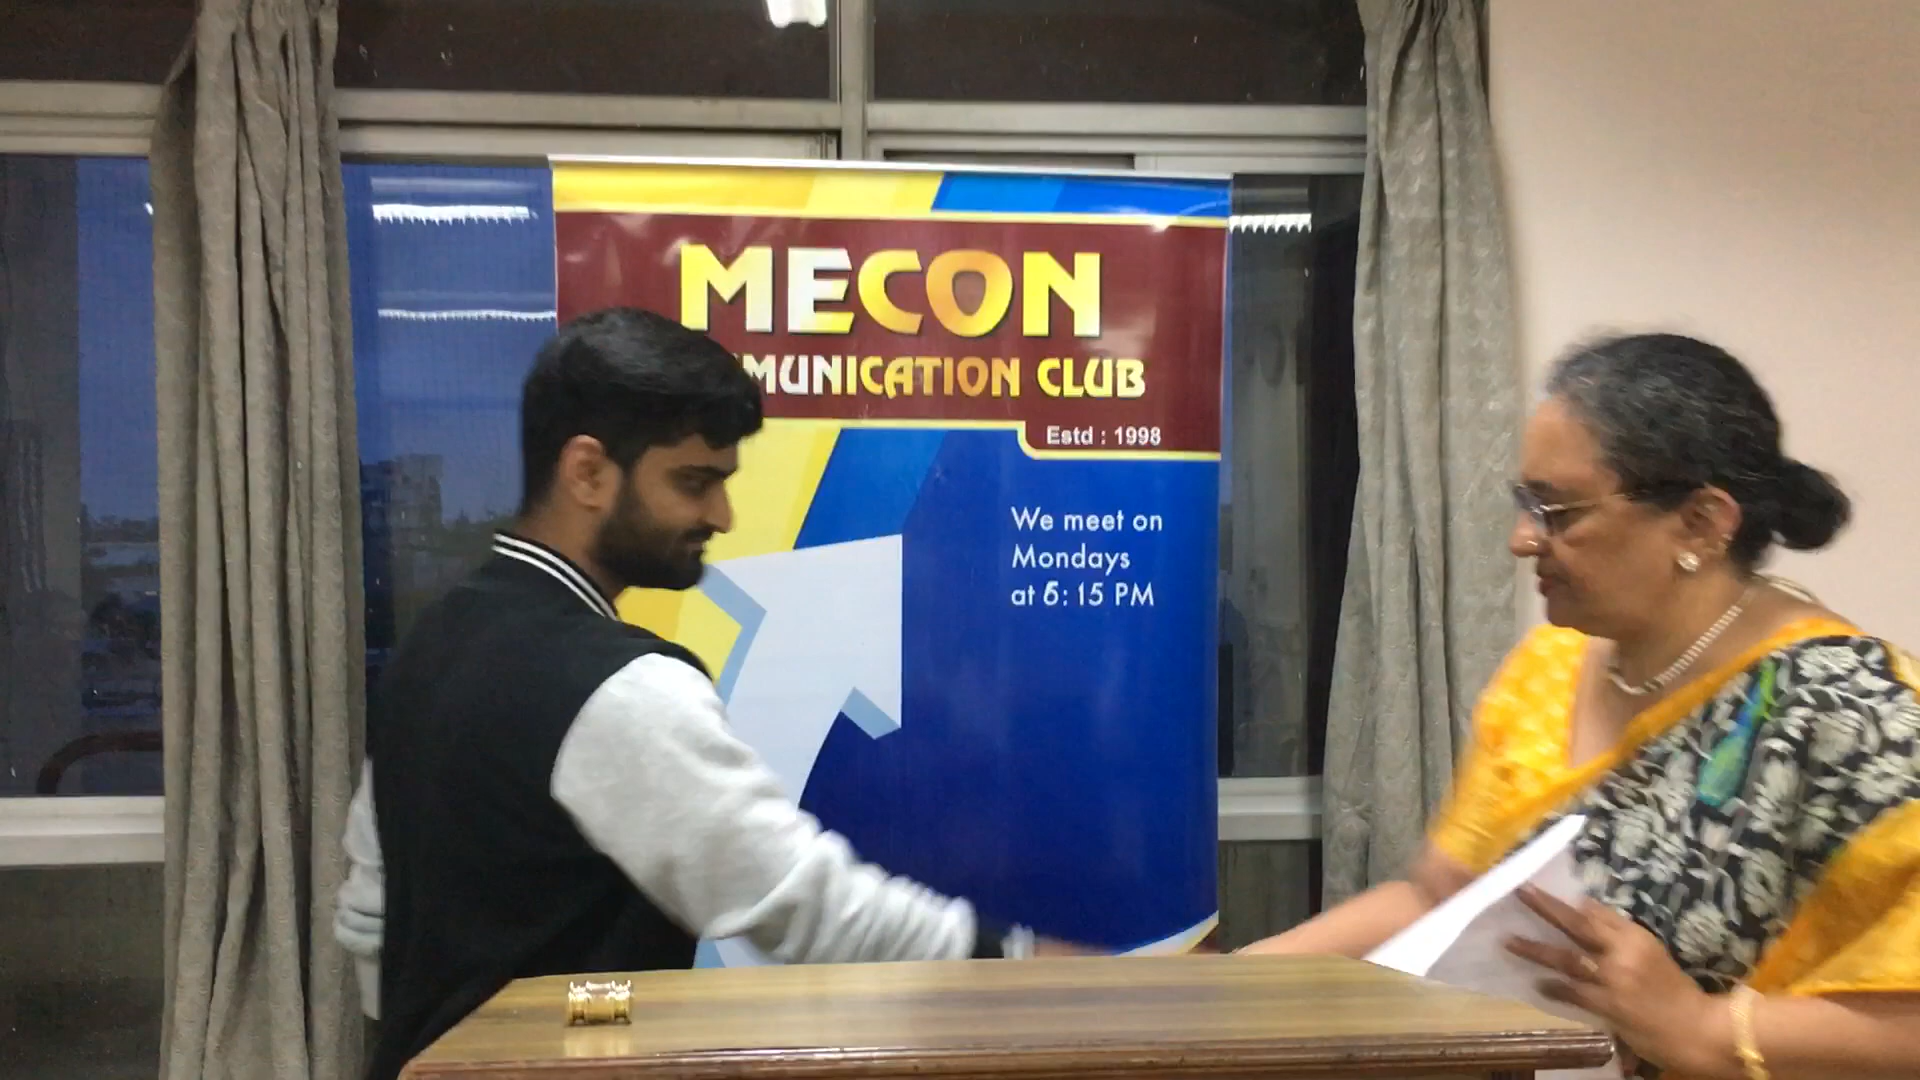 MECON
MUNICATION CLUB
Estd : 1998
We meet on
Mondays
at 6: 15 PM